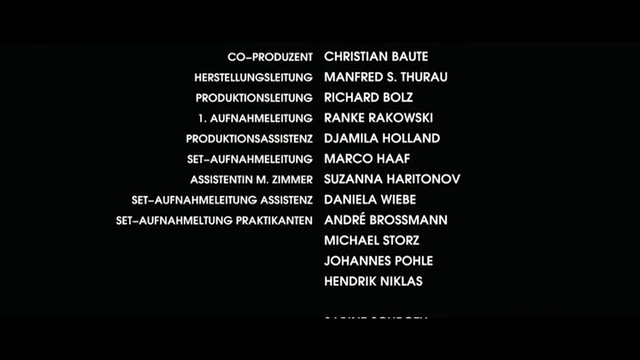 CO-PRODUZENT CHRISTIAN BAUTE
HERSTELLUNGSLEITUNG MANFRED S. THURAU
PRODUKTIONSLEITUNG RICHARD BOLZ
1. AUFNAHMELEITUNG RANKE RAKOWSKI
PRODUKTIONSASSISTENZ DJAMILA HOLLAND
SET-AUFNAHMELEITUNG MARCO HAAF
ASSISTENTIN M. ZIMMER SUZANNA HARITONOV
SET-AUFNAHMELEITUNG ASSISTENZ DANIELA WIEBE
SET-AUFNAHMELTUNG PRAKTIKANTEN ANDRÉ BROSSMANN
MICHAEL STORZ
JOHANNES POHLE
HENDRIK NIKLAS